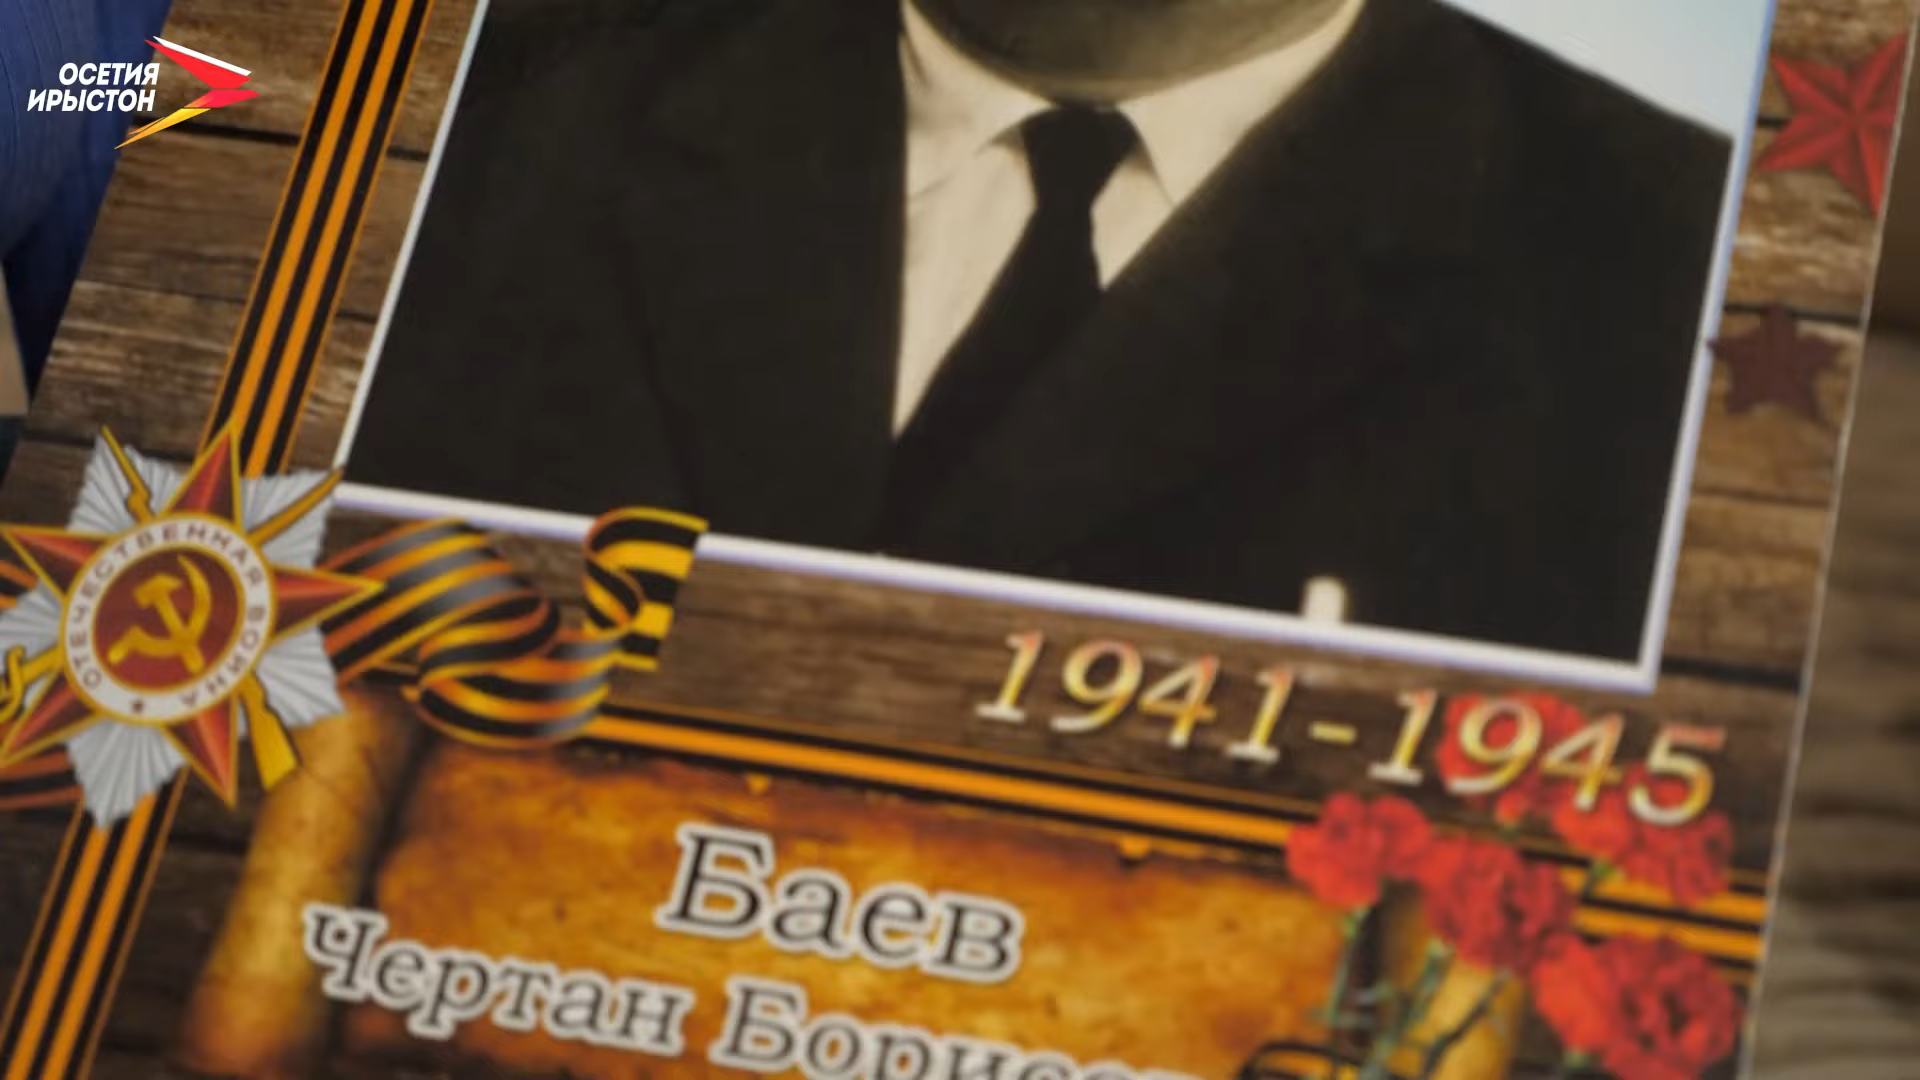 ОСЕТИЯ
ИРЫСТОН
ОТЕЧЕСТВЕННАЯ ВОЙНА
1941-1945
Баев
Чертан